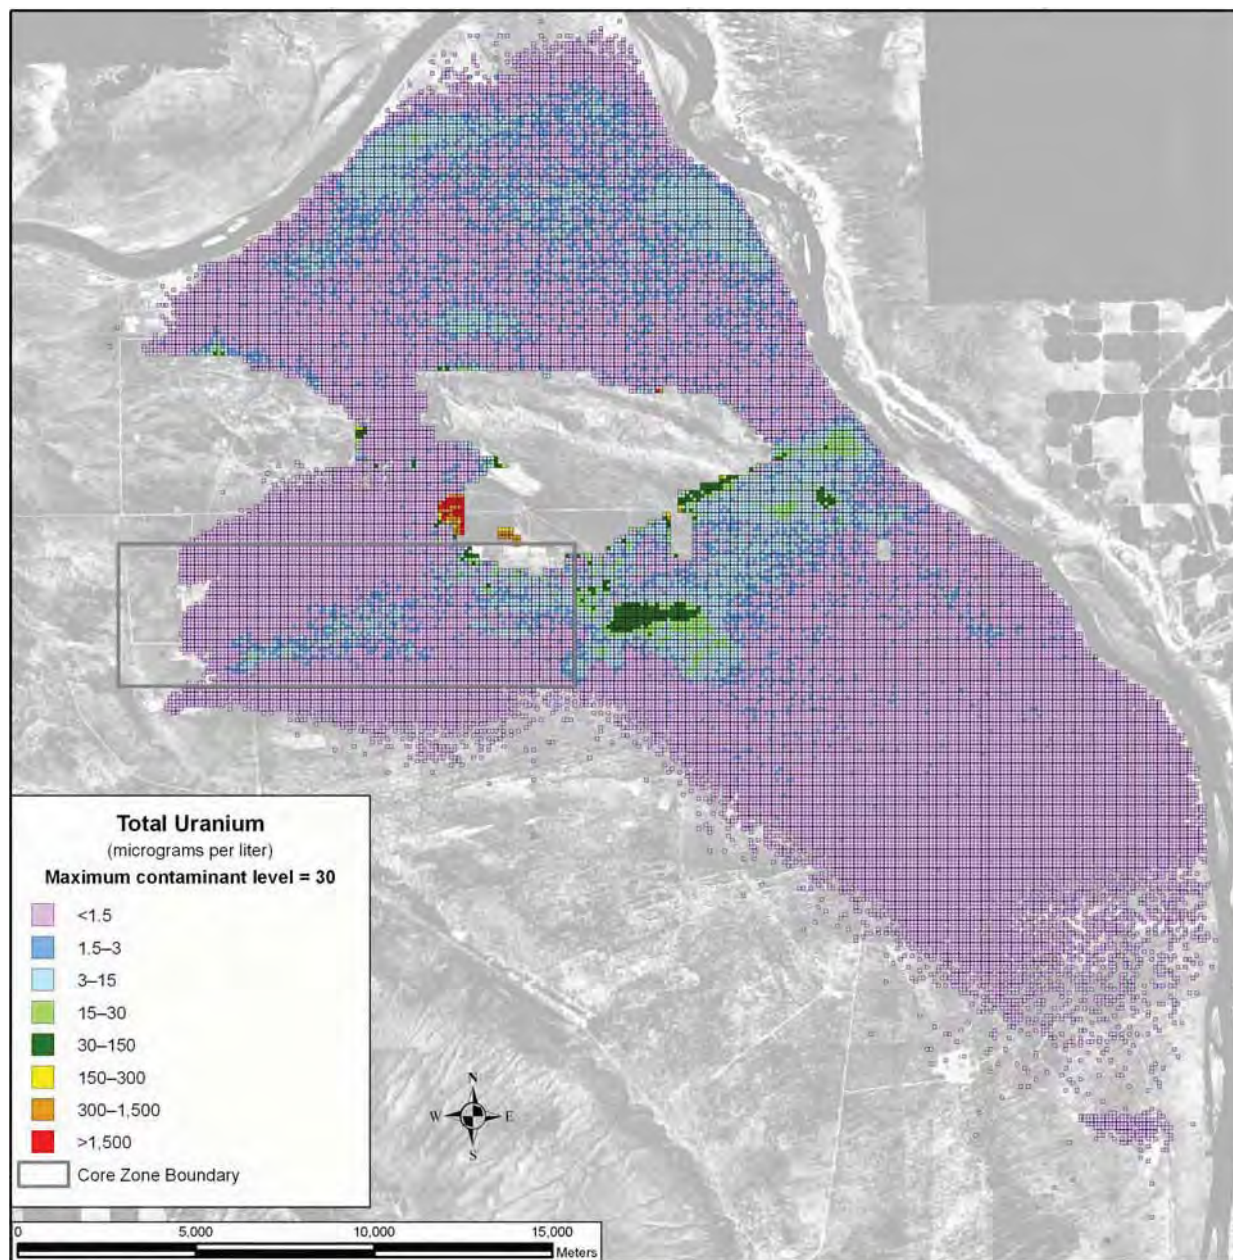 Total Uranium
(micrograms per liter)
Maximum contaminant level = 30
<1.5
1.5–3
3–15
15–30
30–150
150–300
300–1,500
>1,500
Core Zone Boundary
N
W E
S
0 5,000 10,000 15,000
Meters